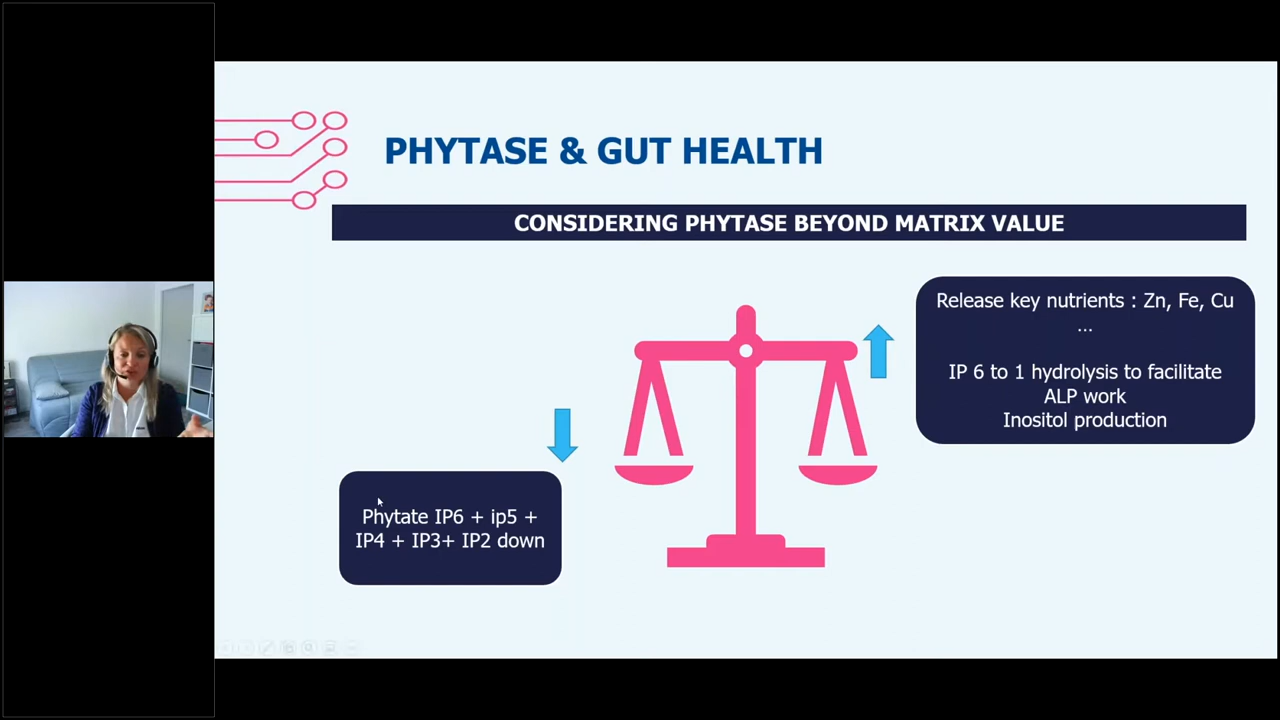 PHYTASE & GUT HEALTH
CONSIDERING PHYTASE BEYOND MATRIX VALUE
Release key nutrients : Zn, Fe, Cu
...
IP 6 to 1 hydrolysis to facilitate
ALP work
Inositol production
Phytate IP6 + ip5 +
IP4 + IP3+ IP2 down